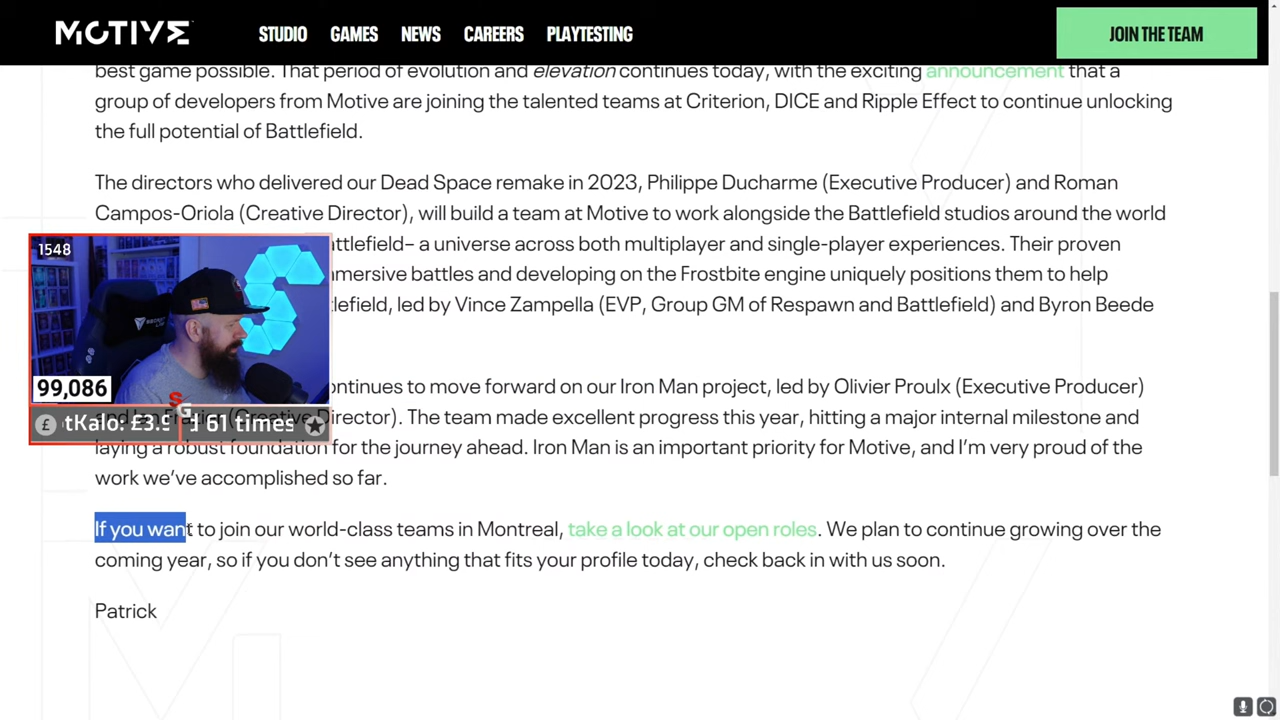 MOTIVE STUDIO GAMES NEWS CAREERS PLAYTESTING JOIN THE TEAM
best game possible. That period of evolution and elevation continues today, with the exciting announcement that a
group of developers from Motive are joining the talented teams at Criterion, DICE and Ripple Effect to continue unlocking
the full potential of Battlefield.
The directors who delivered our Dead Space remake in 2023, Philippe Ducharme (Executive Producer) and Roman
Campos-Oriola (Creative Director), will build a team at Motive to work alongside the Battlefield studios around the world
attlefield– a universe across both multiplayer and single-player experiences. Their proven
mmersive battles and developing on the Frostbite engine uniquely positions them to help
lefield, led by Vince Zampella (EVP, Group GM of Respawn and Battlefield) and Byron Beede
1548
99,086
ontinues to move forward on our Iron Man project, led by Olivier Proulx (Executive Producer)
Director). The team made excellent progress this year, hitting a major internal milestone and
£ tKalo: £3.9 61 times
SG
laying a robust foundation for the journey ahead. Iron Man is an important priority for Motive, and I'm very proud of the
work we've accomplished so far.
If you want to join our world-class teams in Montreal, take a look at our open roles. We plan to continue growing over the
coming year, so if you don't see anything that fits your profile today, check back in with us soon.
Patrick